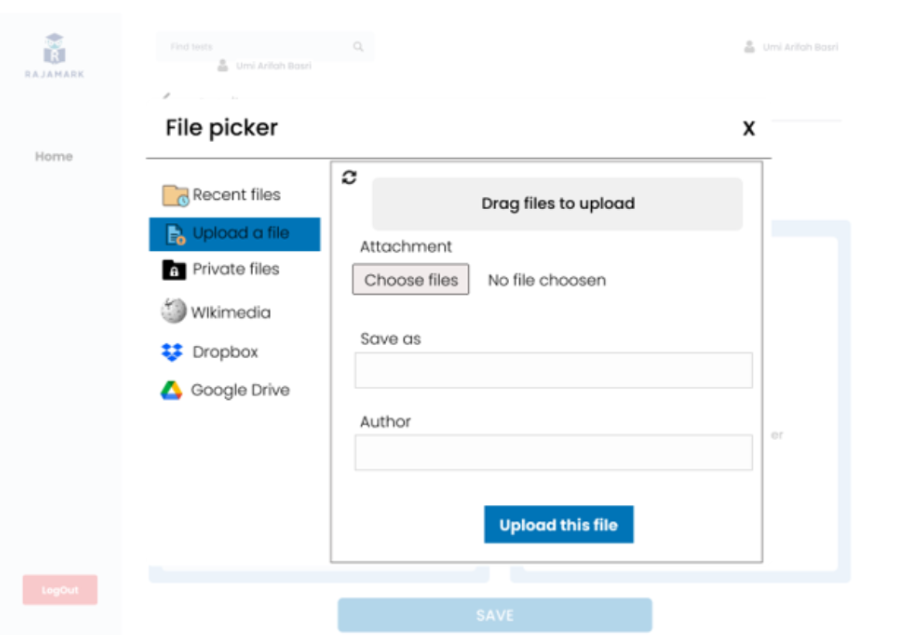 RAJAMARK
Find tests
Umi Arifah Basri
Umi Arifah Basri
Home
LogOut
File picker
X
Recent files
Upload a file
Private files
WIkimedia
Dropbox
Google Drive
Drag files to upload
Attachment
Choose files No file choosen
Save as
Author
Upload this file
er
SAVE